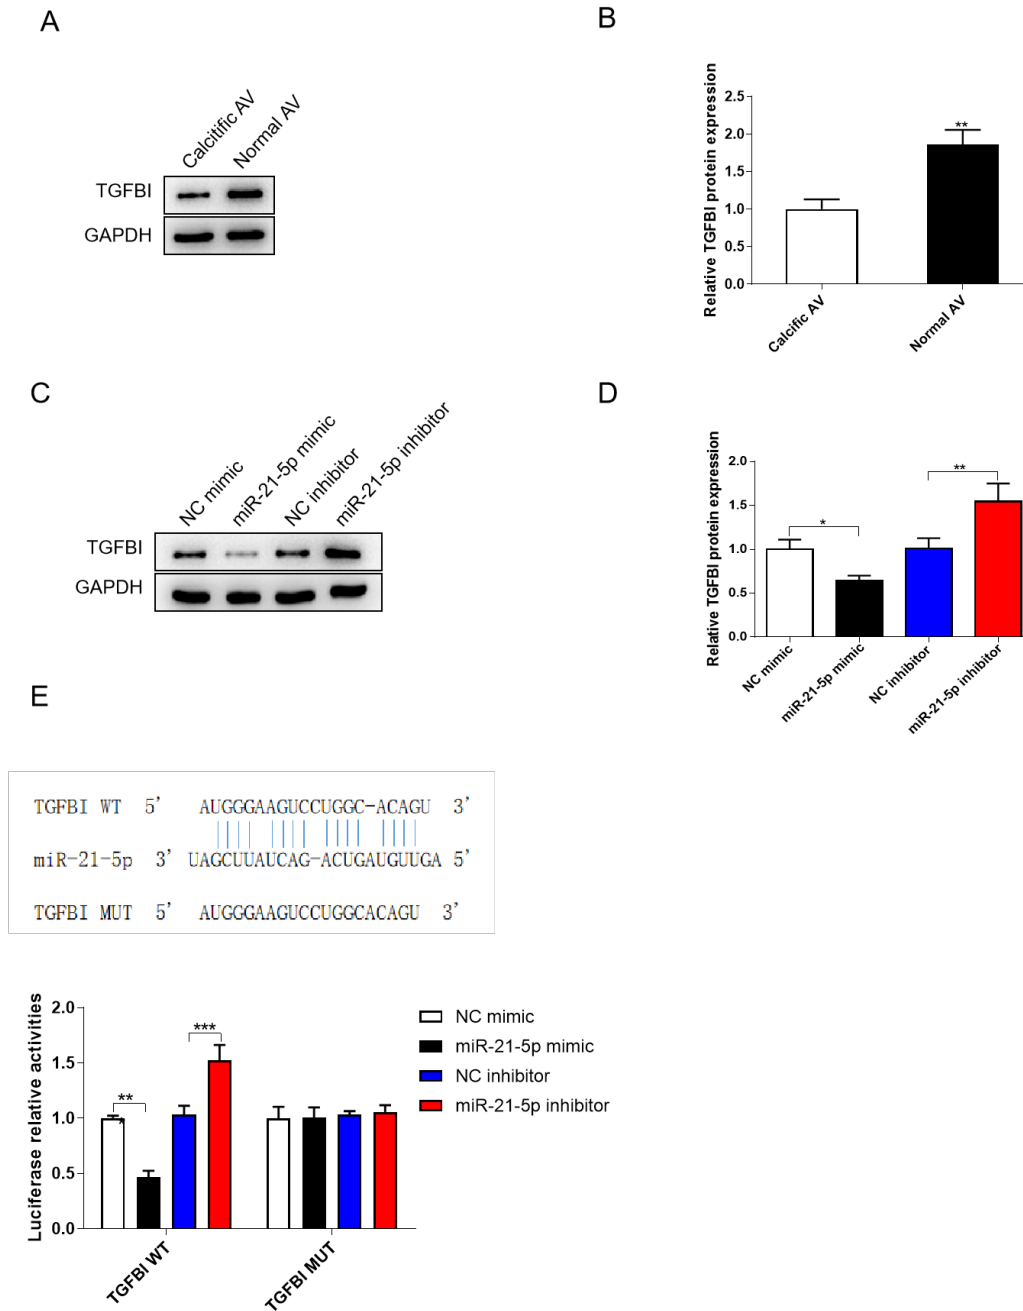 A
Calcitific AV
Normal AV
TGFBI
GAPDH
B
Relative TGFBI protein expression
2.5
2.0
1.5
1.0
0.5
0.0
**
Calcific AV
Normal AV
C
NC mimic
miR-21-5p mimic
NC inhibitor
miR-21-5p inhibitor
TGFBI
GAPDH
D
Relative TGFBI protein expression
2.0
1.5
1.0
0.5
0.0
*
**
NC mimic
miR-21-5p mimic
NC inhibitor
miR-21-5p inhibitor
E
TGFBI WT 5' AUGGGAAGUCCUGGC-ACAGU 3'
miR-21-5p 3' UAGCUUAUCAG-ACUGAUGUUGA 5'
TGFBI MUT 5' AUGGGAAGUCCUGGCACAGU 3'
Luciferase relative activities
2.0
1.5
1.0
0.5
0.0
**
*
***
TGFBI WT
TGFBI MUT
NC mimic
miR-21-5p mimic
NC inhibitor
miR-21-5p inhibitor